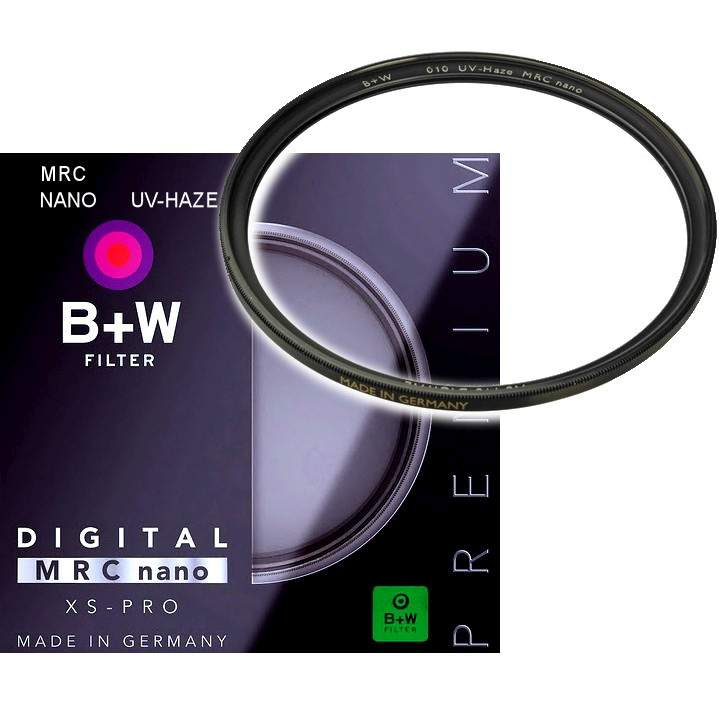 B+W 010 UV-Haze MRC nano
MADE IN GERMANY
MRC
NANO UV-HAZE
B+W
FILTER
PREMIUM
DIGITAL
MRC nano
XS-PRO
MADE IN GERMANY
B+W
FILTER